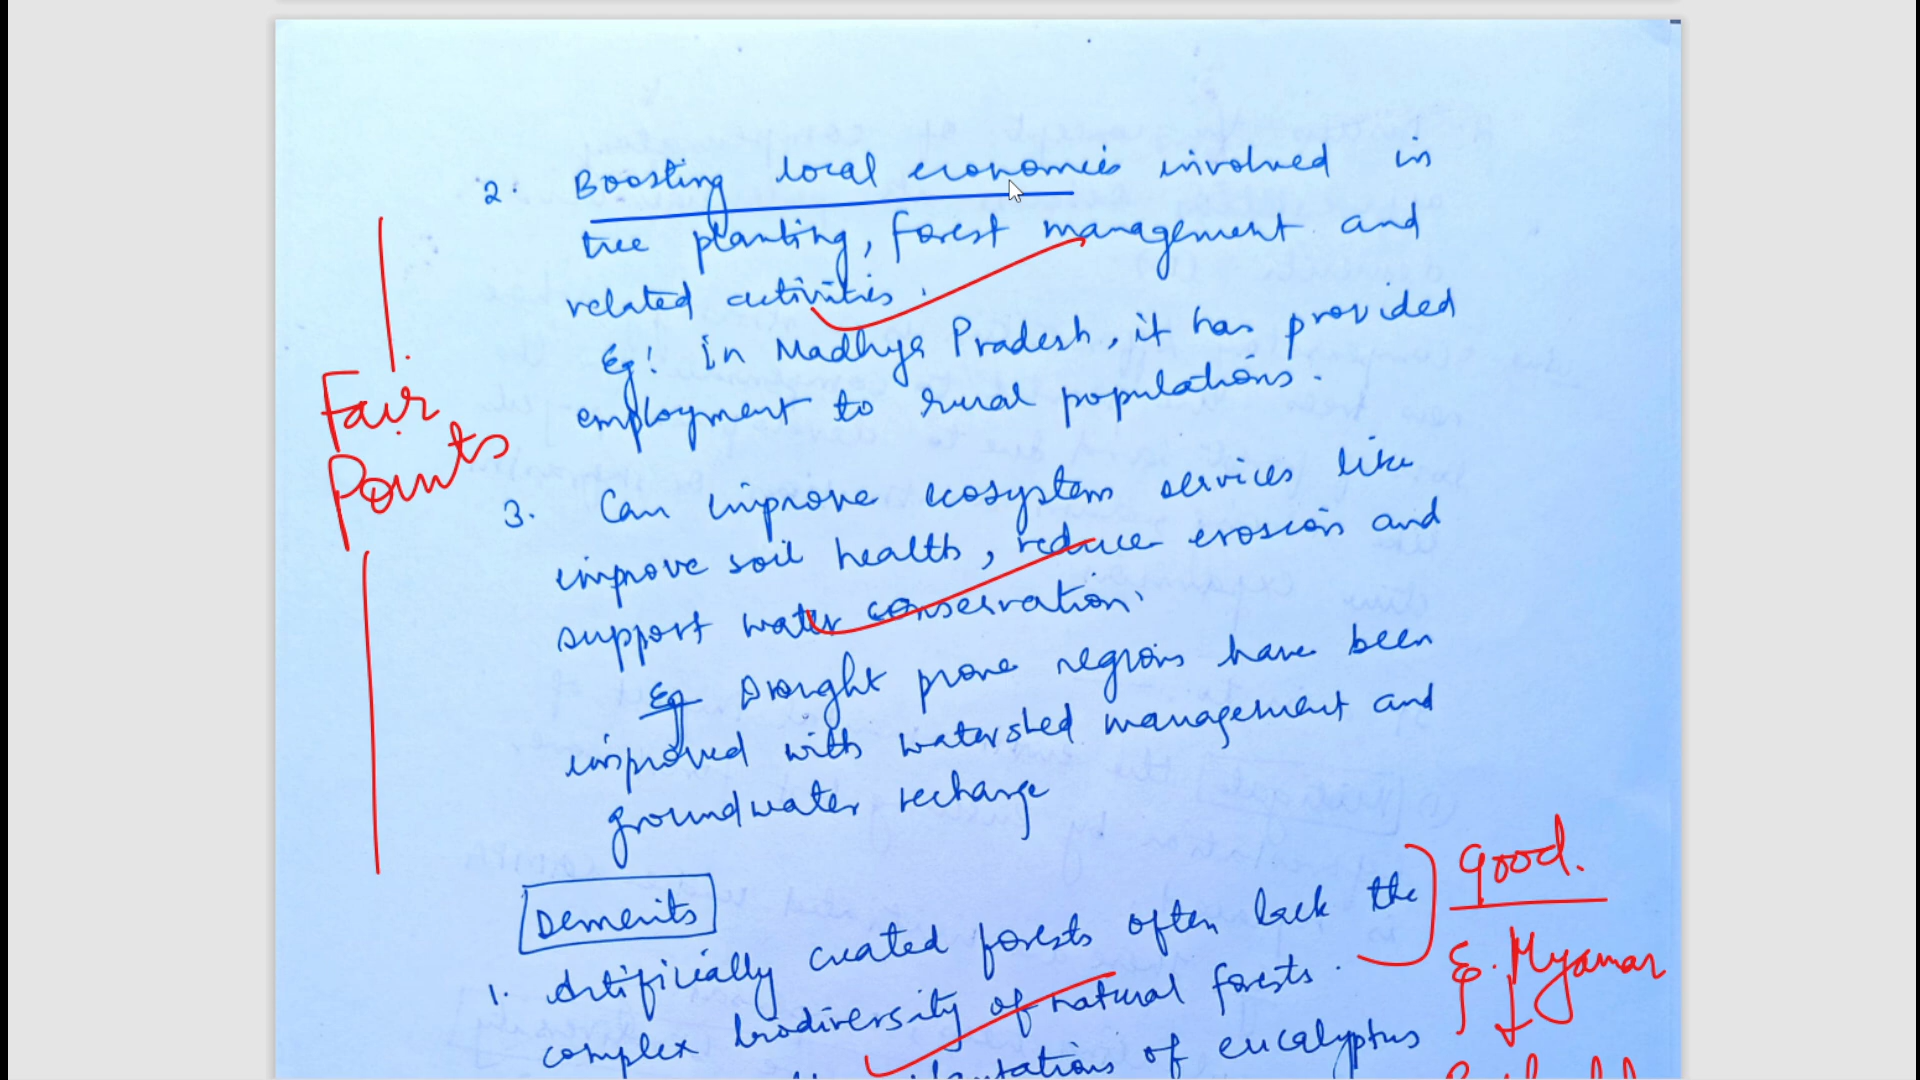 2. Boosting local economies involved in
tree planting, forest management and
related activities.
Eg: In Madhya Pradesh, it has provided
employment to rural populations.
Fair
Points
3. Can improve ecosystem services like
improve soil health, reduce erosion and
support water conservation.
Eg Drought prone regions have been
improved with watershed management and
groundwater recharge
Good.
Demerits
1. Artificially created forests often lack the
complex biodiversity of natural forests.
Eg. Myamar
plantations of eucalyptus